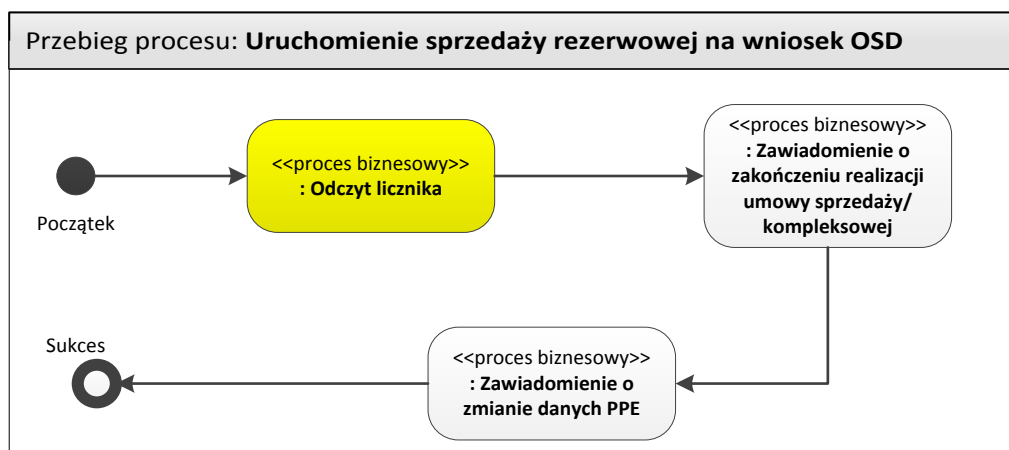 Przebieg procesu: Uruchomienie sprzedaży rezerwowej na wniosek OSD
Początek
<<proces biznesowy>>
: Odczyt licznika
<<proces biznesowy>>
: Zawiadomienie o
zakończeniu realizacji
umowy sprzedaży/
kompleksowej
<<proces biznesowy>>
: Zawiadomienie o
zmianie danych PPE
Sukces